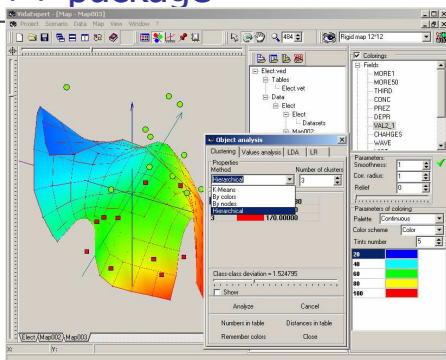 package
VidaExpert - [Map - Map003]
Project Scenario Data Map View Window ?
484
Rigid map 12*12
Elect.ved
Tables
Elect.vet
Data
Elect
Elect
Datasets
Map002
Colorings
Fields
MORE1
MORE50
THIRD
CONC
PREZ
DEPR
VAL2_1
CHANGES
WAVE
Parameters:
Smoothness: 1
Corr. radius: 1
Relief 0
Parameters of coloring:
Palette Continuous
Color scheme Color
Tints number 5
20
40
60
80
100
Object analysis
Clustering Values analysis LDA LR
Properties
Method Number of clusters
Hierarchical 3
K-Means
By colors
By nodes
Hierarchical
3 170.00000
Class-class deviation = 1.524795
Show
Analyze Cancel
Numbers in table Distances in table
Remember colors Close
Elect Map002 Map003
X: Y: